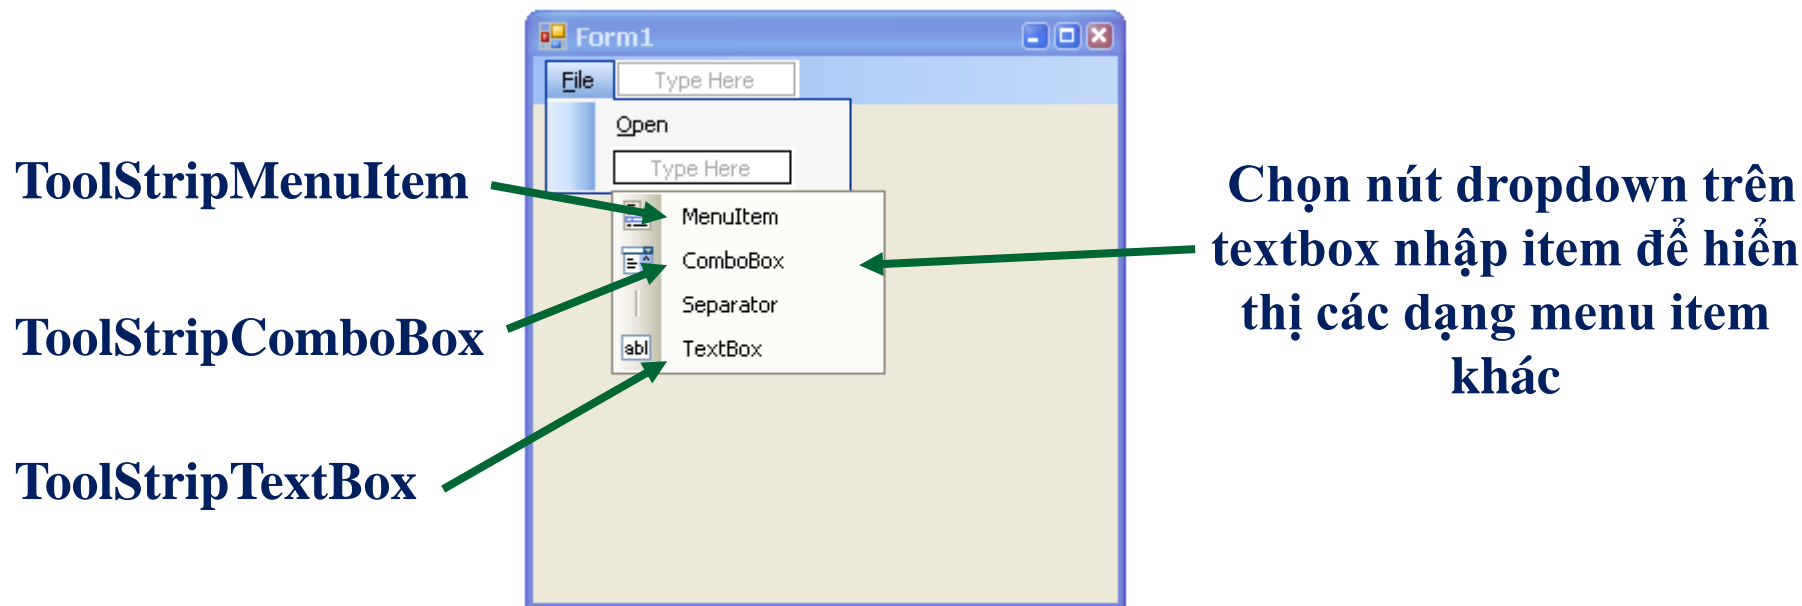 Form1
File
Type Here
Open
Type Here
ToolStripMenuItem
MenuItem
ComboBox
Separator
abl
TextBox
ToolStripComboBox
ToolStripTextBox
Chọn nút dropdown trên
textbox nhập item để hiển
thị các dạng menu item
khác